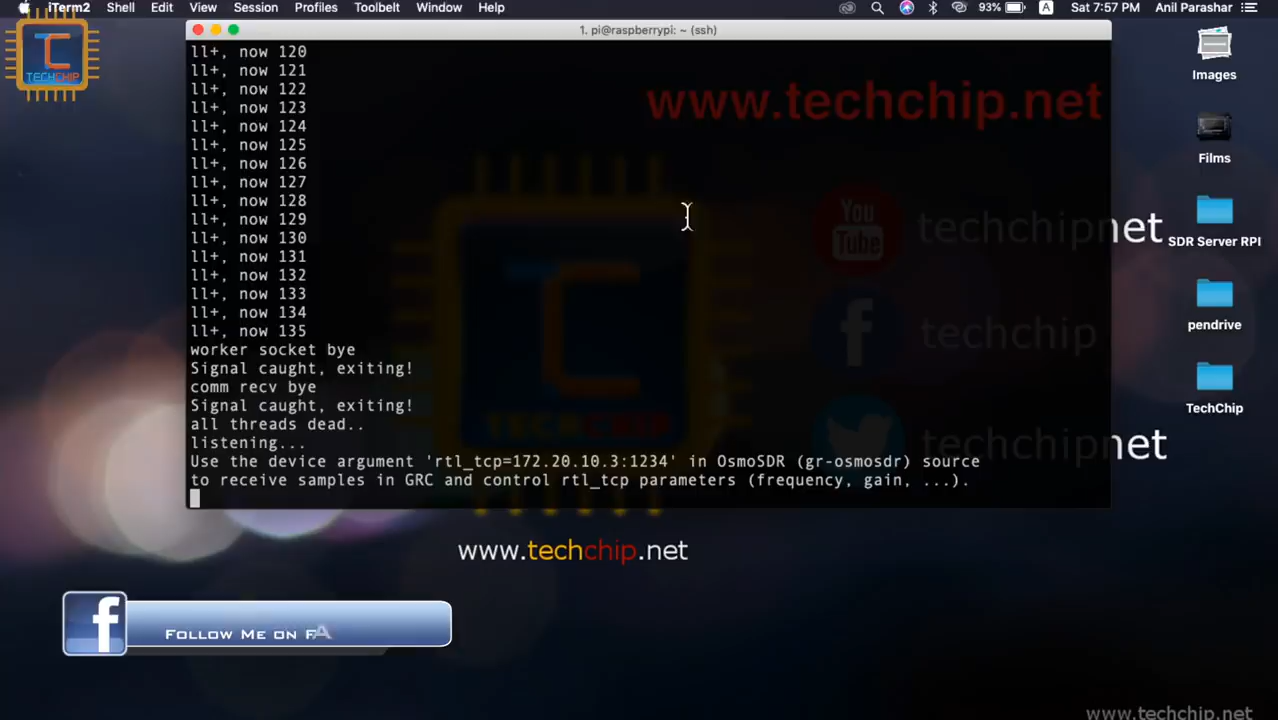 iTerm2 Shell Edit View Session Profiles Toolbelt Window Help 93% A Sat 7:57 PM Anil Parashar
1. pi@raspberrypi: ~ (ssh)
TECHCHIP
ll+, now 120
ll+, now 121
ll+, now 122
ll+, now 123
ll+, now 124
ll+, now 125
ll+, now 126
ll+, now 127
ll+, now 128
ll+, now 129
ll+, now 130
ll+, now 131
ll+, now 132
ll+, now 133
ll+, now 134
ll+, now 135
worker socket bye
Signal caught, exiting!
comm recv bye
Signal caught, exiting!
all threads dead..
listening...
Use the device argument 'rtl_tcp=172.20.10.3:1234' in OsmoSDR (gr-osmosdr) source
to receive samples in GRC and control rtl_tcp parameters (frequency, gain, ...).
www.techchip.net
You
Tube
techchipnet
techchipnet
techchipnet
TECHCHIP
Images
Films
SDR Server RPI
pendrive
TechChip
www.techchip.net
Follow Me on Fa
www.techchip.net